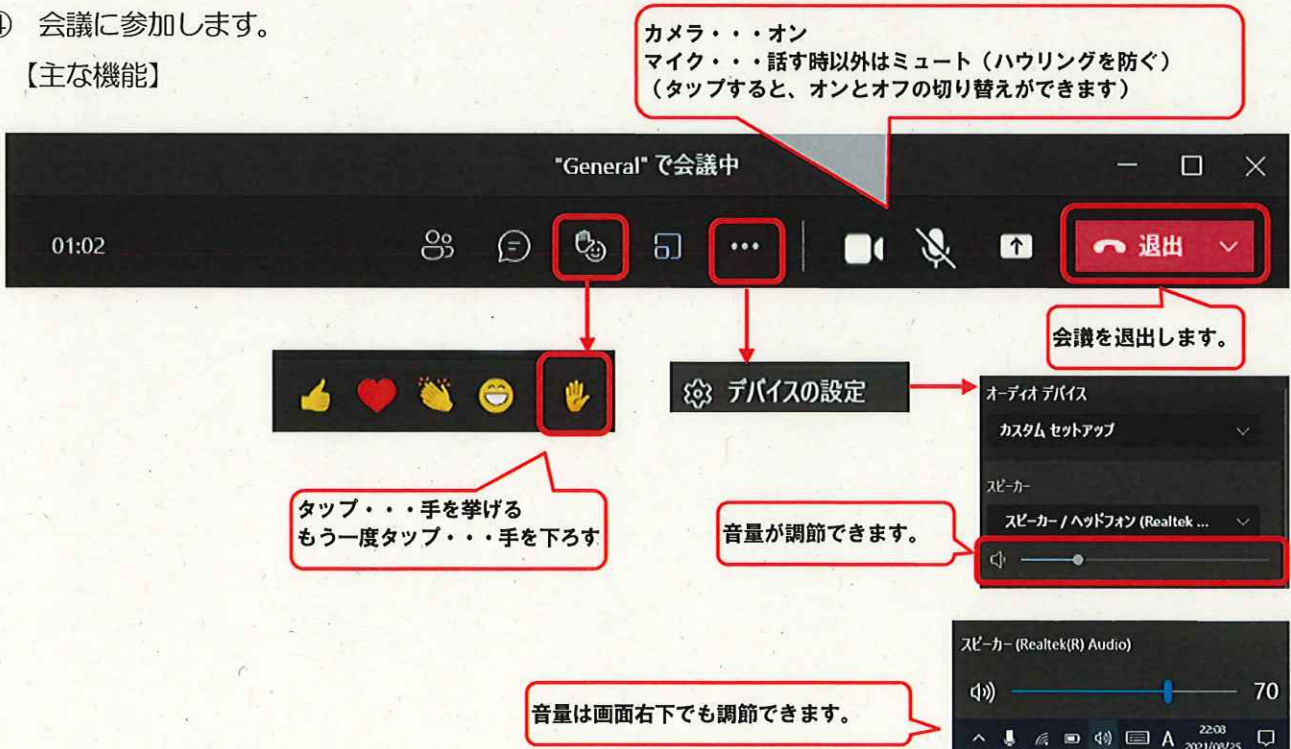 ④ 会議に参加します。
【主な機能】
カメラ・・・オン
マイク・・・話す時以外はミュート（ハウリングを防ぐ）
（タップすると、オンとオフの切り替えができます）
"General" で会議中
01:02
退出
会議を退出します。
デバイスの設定
オーディオ デバイス
カスタム セットアップ
スピーカー
スピーカー / ヘッドフォン (Realtek ...
タップ・・・手を挙げる
もう一度タップ・・・手を下ろす
音量が調節できます。
スピーカー (Realtek(R) Audio)
70
音量は画面右下でも調節できます。
A
22:03
2021/08/25